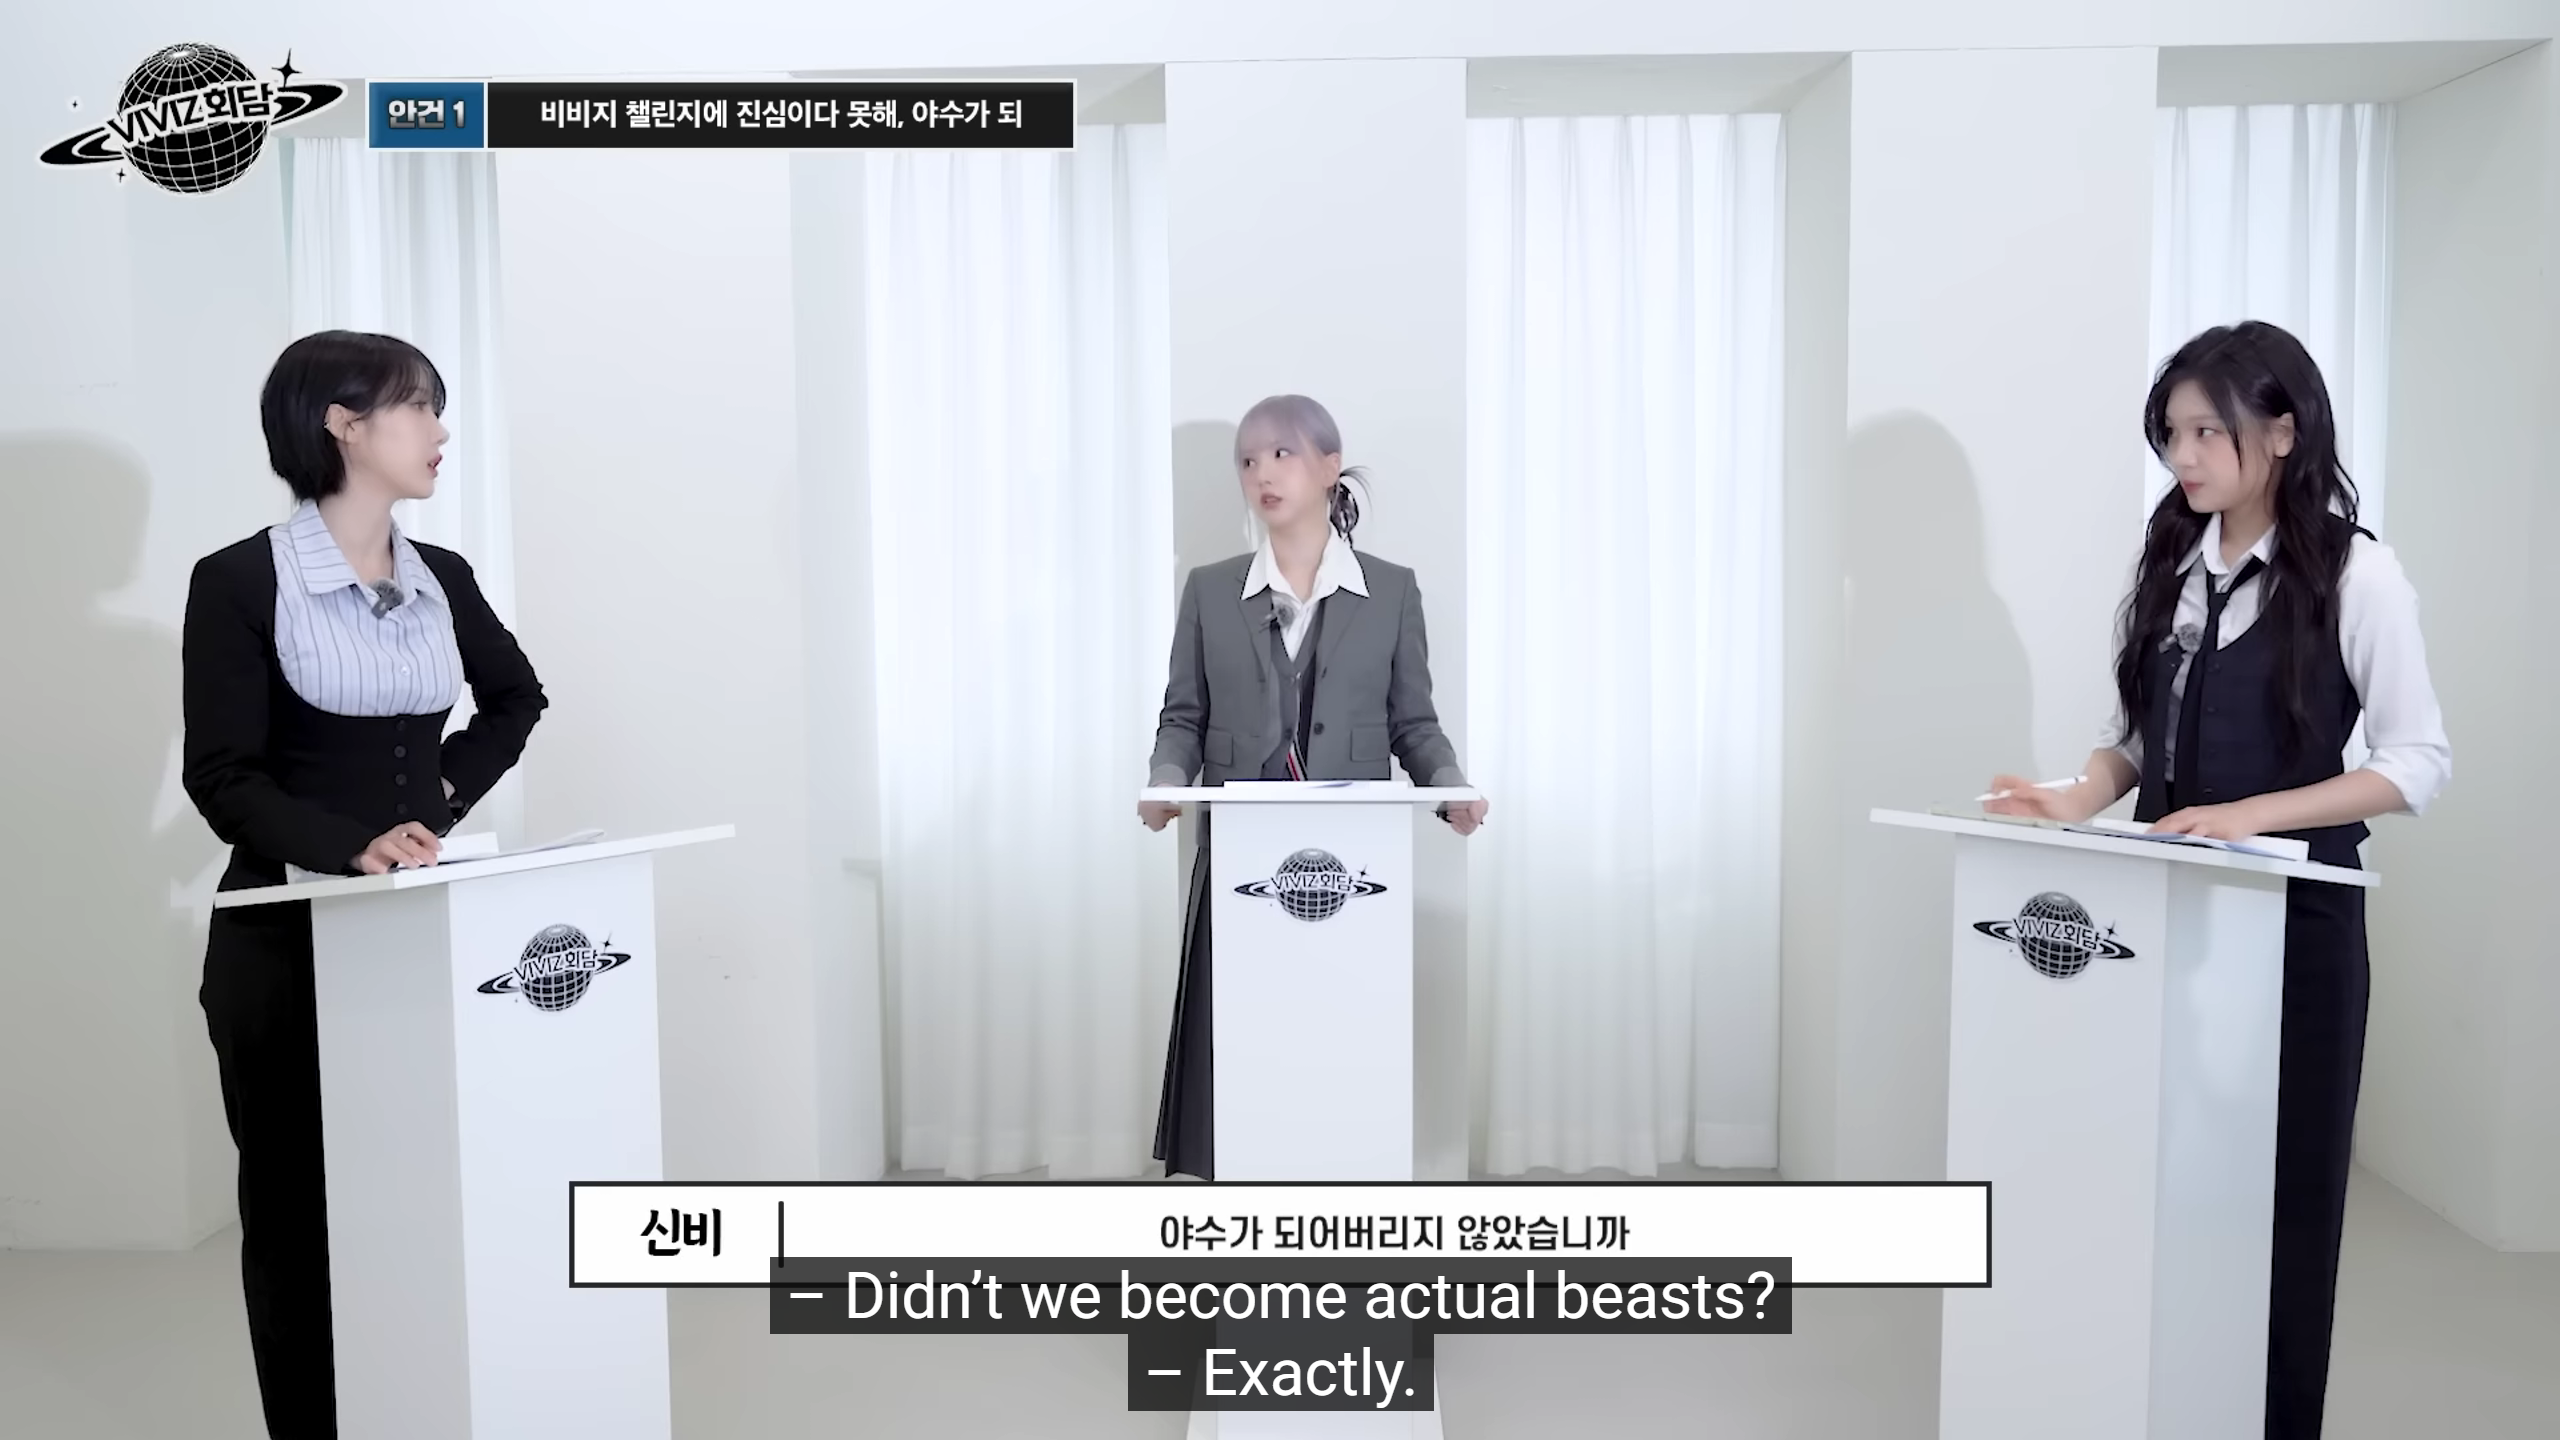 VIVIZ회담
안건 1
비비지 챌린지에 진심이다 못해, 야수가 되
VIVIZ회담
VIVIZ회담
VIVIZ회담
신비
야수가 되어버리지 않았습니까
– Didn’t we become actual beasts?
– Exactly.